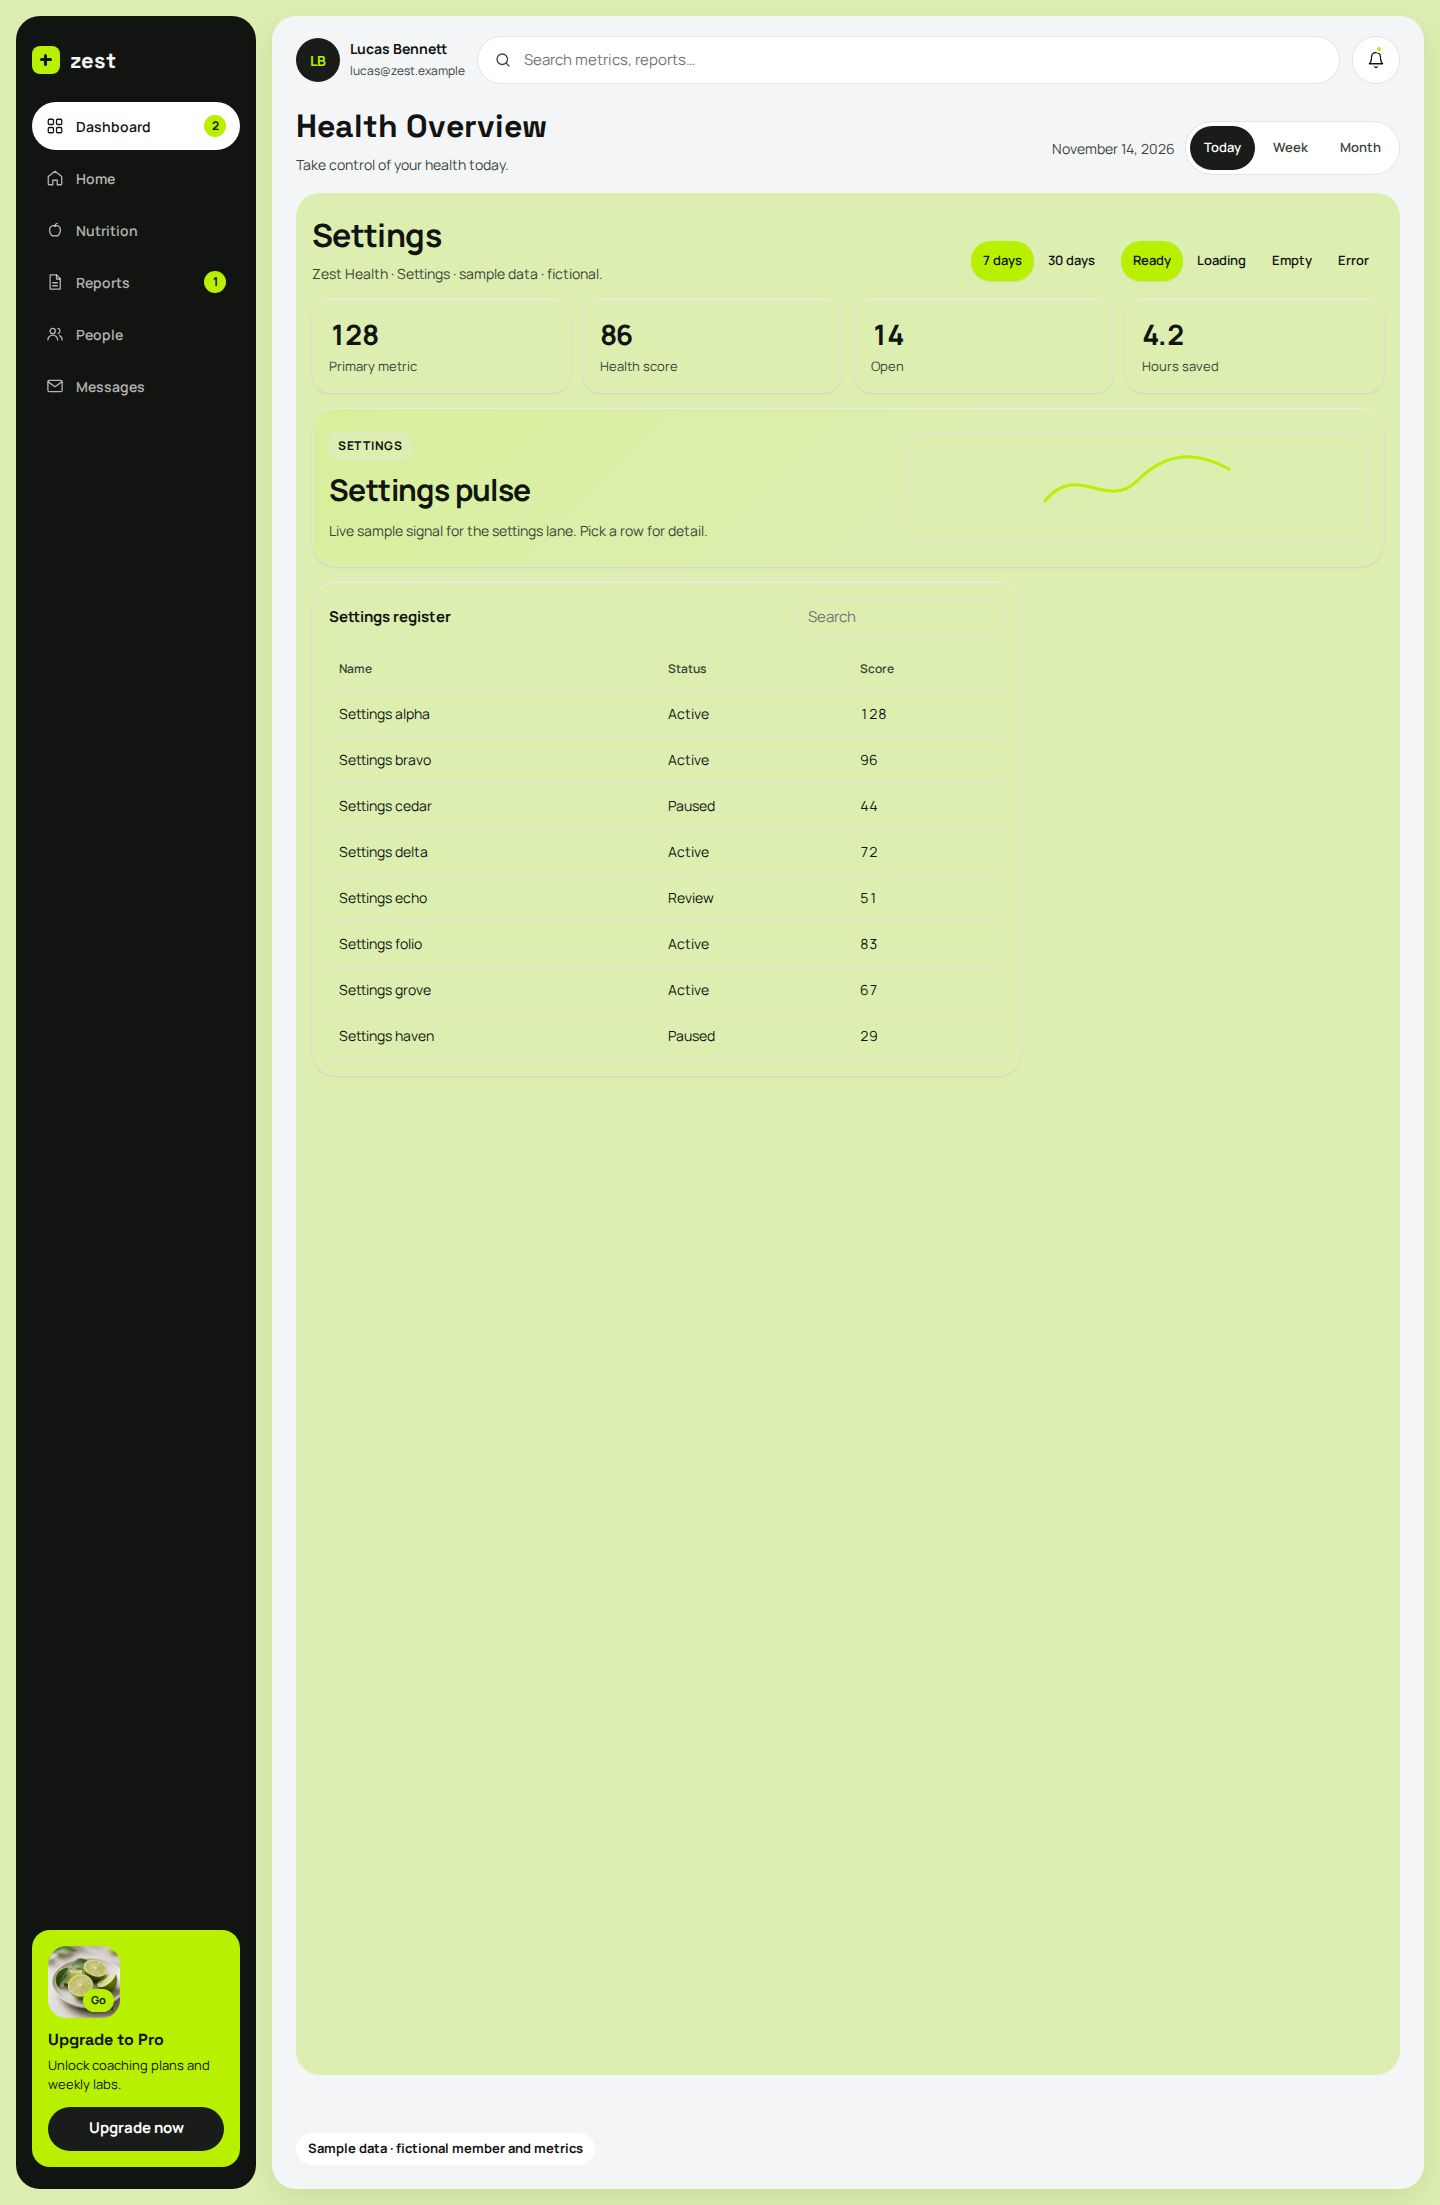 zest
Dashboard 2
Home
Nutrition
Reports 1
People
Messages
Go
Upgrade to Pro
Unlock coaching plans and
weekly labs.
Upgrade now
LB
Lucas Bennett
lucas@zest.example
Search metrics, reports...
Health Overview
Take control of your health today.
November 14, 2026
Today Week Month
Settings
Zest Health · Settings · sample data · fictional.
7 days 30 days Ready Loading Empty Error
128
Primary metric
86
Health score
14
Open
4.2
Hours saved
SETTINGS
Settings pulse
Live sample signal for the settings lane. Pick a row for detail.
Settings register
Search
Name Status Score
Settings alpha Active 128
Settings bravo Active 96
Settings cedar Paused 44
Settings delta Active 72
Settings echo Review 51
Settings folio Active 83
Settings grove Active 67
Settings haven Paused 29
Sample data · fictional member and metrics